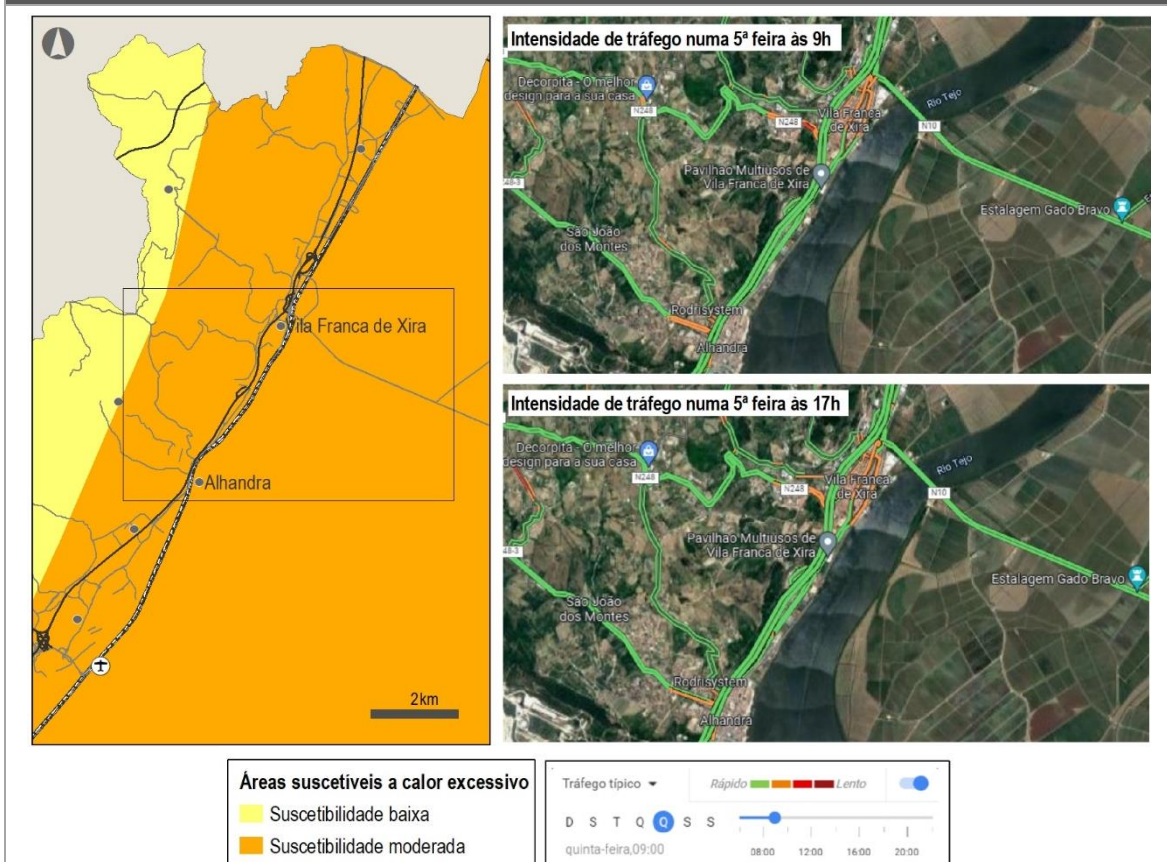 Vila Franca de Xira
Alhandra
2km
Intensidade de tráfego numa 5ª feira às 9h
Decorpita - O melhor
design para a sua casa
N248
N248
Vila Franca
de Xira
Rio Tejo
N10
48-3
Pavilhão Multiusos de
Vila Franca de Xira
Estalagem Gado Bravo
São João
dos Montes
Rodrisystem
Alhandra
Intensidade de tráfego numa 5ª feira às 17h
Decorpita - O melhor
design para a sua casa
N248
N248
Vila Franca
de Xira
Rio Tejo
N10
48-3
Pavilhão Multiusos de
Vila Franca de Xira
Estalagem Gado Bravo
São João
dos Montes
Rodrisystem
Alhandra
Áreas suscetíveis a calor excessivo
Suscetibilidade baixa
Suscetibilidade moderada
Tráfego típico
Rápido Lento
D S T Q Q S S
quinta-feira,09:00
08:00 12:00 16:00 20:00